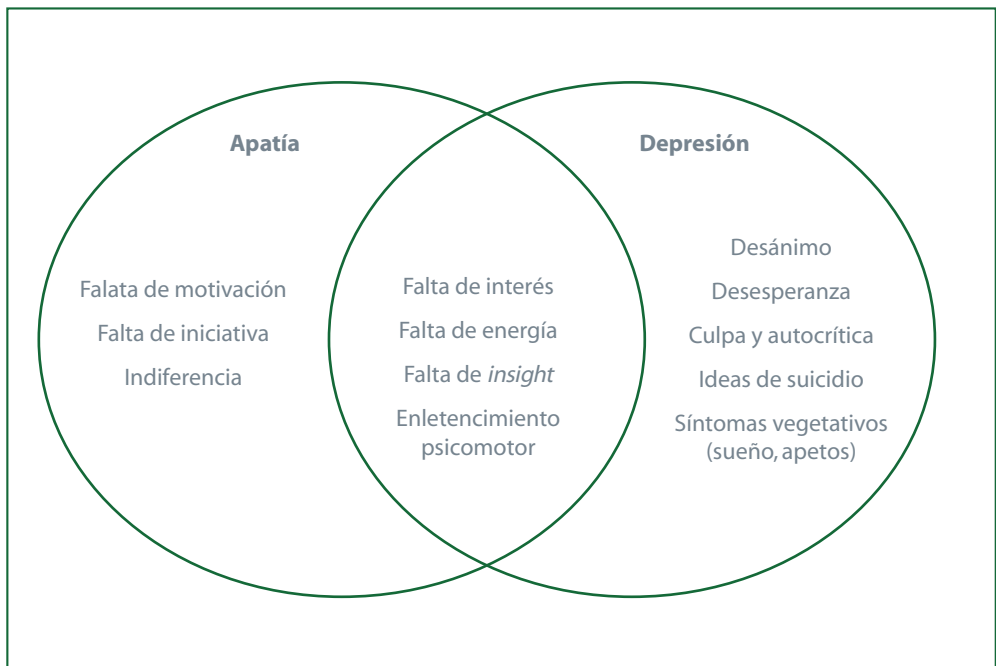 Apatía
Falata de motivación
Falta de iniciativa
Indiferencia
Falta de interés
Falta de energía
Falta de insight
Enletencimiento
psicomotor
Depresión
Desánimo
Desesperanza
Culpa y autocrítica
Ideas de suicidio
Síntomas vegetativos
(sueño, apetos)